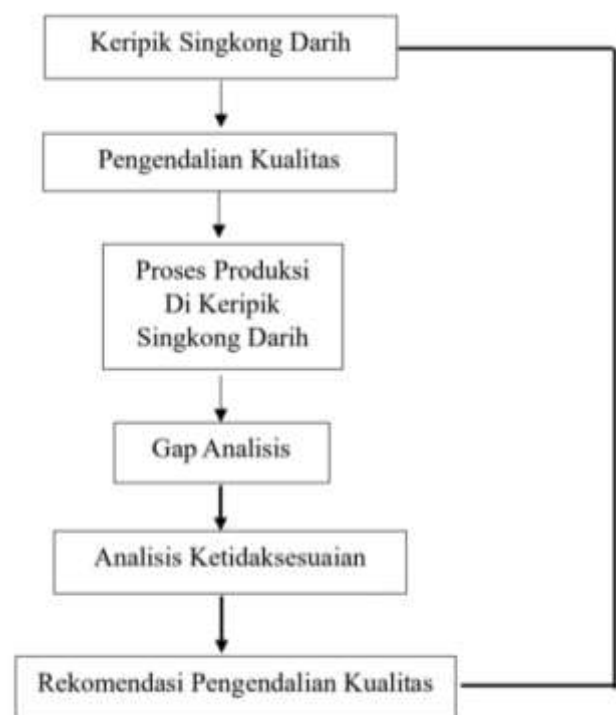 Keripik Singkong Darih
Pengendalian Kualitas
Proses Produksi
Di Keripik
Singkong Darih
Gap Analisis
Analisis Ketidaksesuaian
Rekomendasi Pengendalian Kualitas